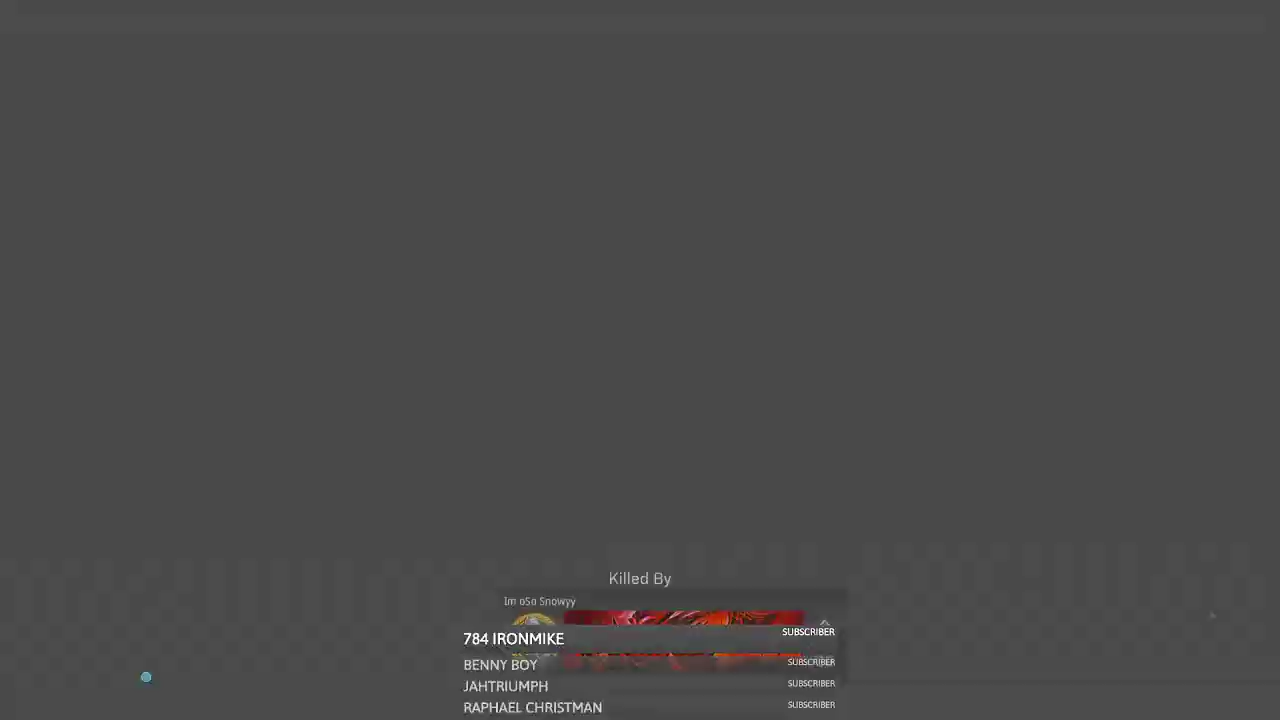 Killed By
Im oSo Snowyy
784 IRONMIKE SUBSCRIBER
BENNY BOY SUBSCRIBER
JAHTRIUMPH SUBSCRIBER
RAPHAEL CHRISTMAN SUBSCRIBER